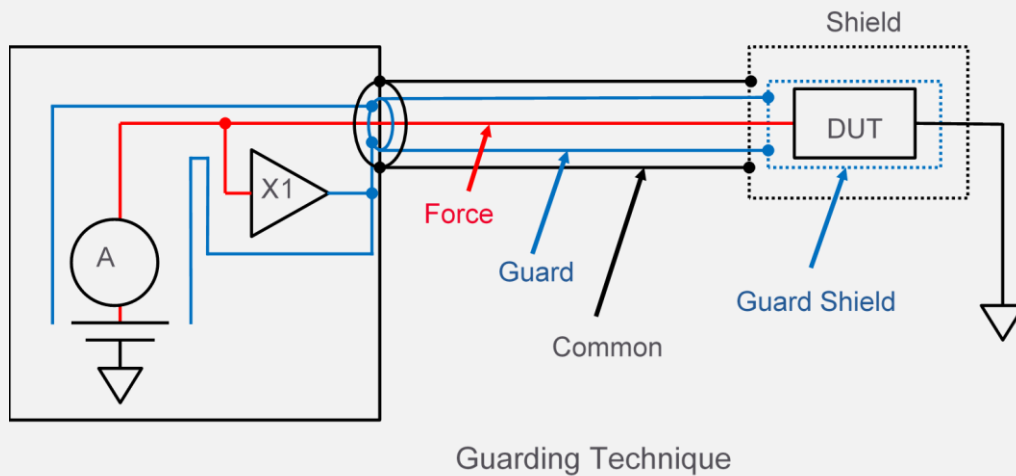 Shield
DUT
X1
A
Force
Guard
Guard Shield
Common
Guarding Technique